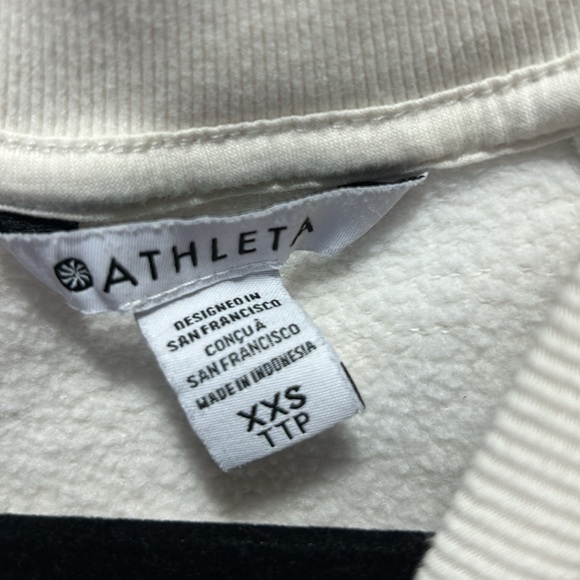 ATHLETA
DESIGNED IN
SAN FRANCISCO
CONÇU À
SAN FRANCISCO
MADE IN INDONESIA
XXS
TTP